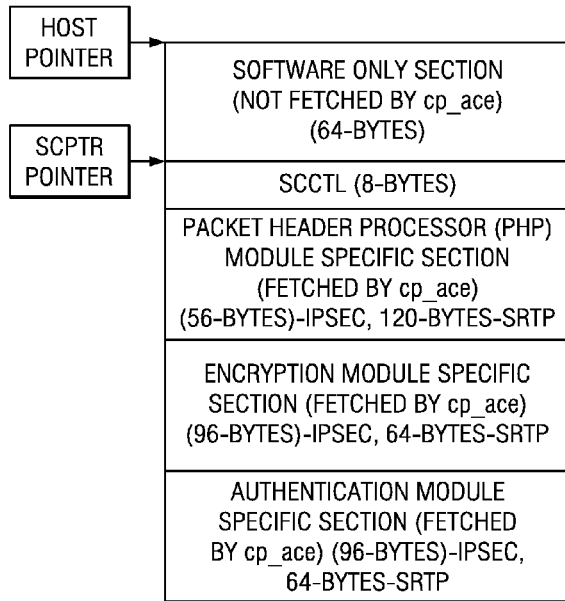 HOST
POINTER
SOFTWARE ONLY SECTION
(NOT FETCHED BY cp_ace)
(64-BYTES)
SCPTR
POINTER
SCCTL (8-BYTES)
PACKET HEADER PROCESSOR (PHP)
MODULE SPECIFIC SECTION
(FETCHED BY cp_ace)
(56-BYTES)-IPSEC, 120-BYTES-SRTP
ENCRYPTION MODULE SPECIFIC
SECTION (FETCHED BY cp_ace)
(96-BYTES)-IPSEC, 64-BYTES-SRTP
AUTHENTICATION MODULE
SPECIFIC SECTION (FETCHED
BY cp_ace) (96-BYTES)-IPSEC,
64-BYTES-SRTP